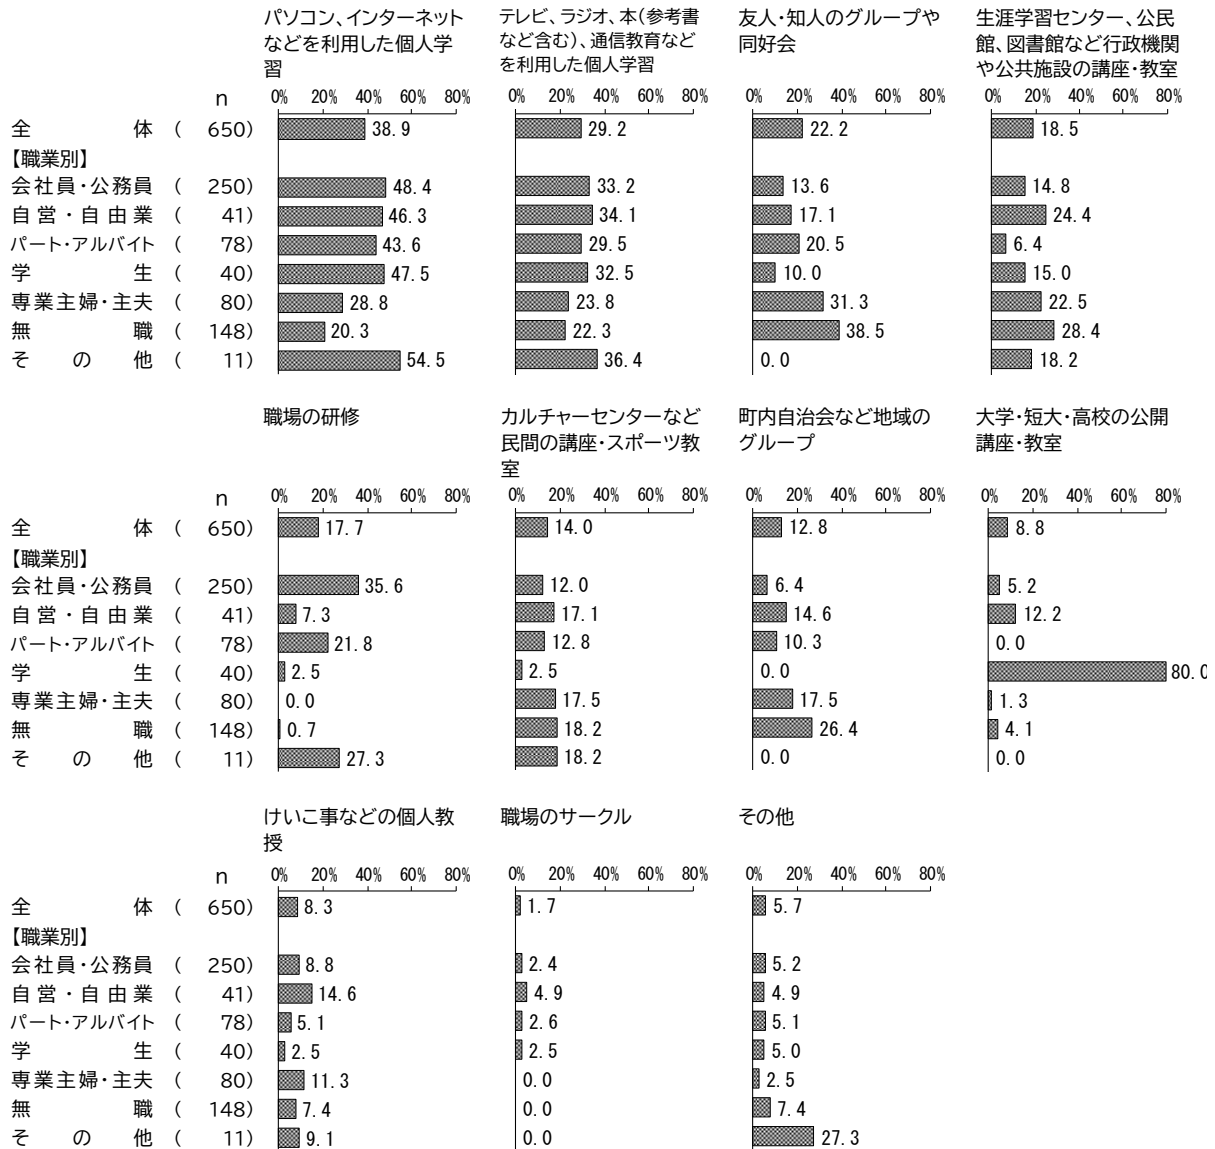 パソコン、インターネット
などを利用した個人学
習
テレビ、ラジオ、本(参考書
など含む)、通信教育など
を利用した個人学習
友人・知人のグループや
同好会
生涯学習センター、公民
館、図書館など行政機関
や公共施設の講座・教室
n 0% 20% 40% 60% 80% 0% 20% 40% 60% 80% 0% 20% 40% 60% 80% 0% 20% 40% 60% 80%
全体 ( 650) 38.9 29.2 22.2 18.5
【職業別】
会社員・公務員 ( 250) 48.4 33.2 13.6 14.8
自営・自由業 ( 41) 46.3 34.1 17.1 24.4
パート・アルバイト ( 78) 43.6 29.5 20.5 6.4
学生 ( 40) 47.5 32.5 10.0 15.0
専業主婦・主夫 ( 80) 28.8 23.8 31.3 22.5
無職 ( 148) 20.3 22.3 38.5 28.4
その他 ( 11) 54.5 36.4 0.0 18.2
職場の研修
カルチャーセンターなど
民間の講座・スポーツ教
室
町内自治会など地域の
グループ
大学・短大・高校の公開
講座・教室
n 0% 20% 40% 60% 80% 0% 20% 40% 60% 80% 0% 20% 40% 60% 80% 0% 20% 40% 60% 80%
全体 ( 650) 17.7 14.0 12.8 8.8
【職業別】
会社員・公務員 ( 250) 35.6 12.0 6.4 5.2
自営・自由業 ( 41) 7.3 17.1 14.6 12.2
パート・アルバイト ( 78) 21.8 12.8 10.3 0.0
学生 ( 40) 2.5 2.5 0.0 80.0
専業主婦・主夫 ( 80) 0.0 17.5 17.5 1.3
無職 ( 148) 0.7 18.2 26.4 4.1
その他 ( 11) 27.3 18.2 0.0 0.0
けいこ事などの個人教
授
職場のサークル
その他
n 0% 20% 40% 60% 80% 0% 20% 40% 60% 80% 0% 20% 40% 60% 80%
全体 ( 650) 8.3 1.7 5.7
【職業別】
会社員・公務員 ( 250) 8.8 2.4 5.2
自営・自由業 ( 41) 14.6 4.9 4.9
パート・アルバイト ( 78) 5.1 2.6 5.1
学生 ( 40) 2.5 2.5 5.0
専業主婦・主夫 ( 80) 11.3 0.0 2.5
無職 ( 148) 7.4 0.0 7.4
その他 ( 11) 9.1 0.0 27.3